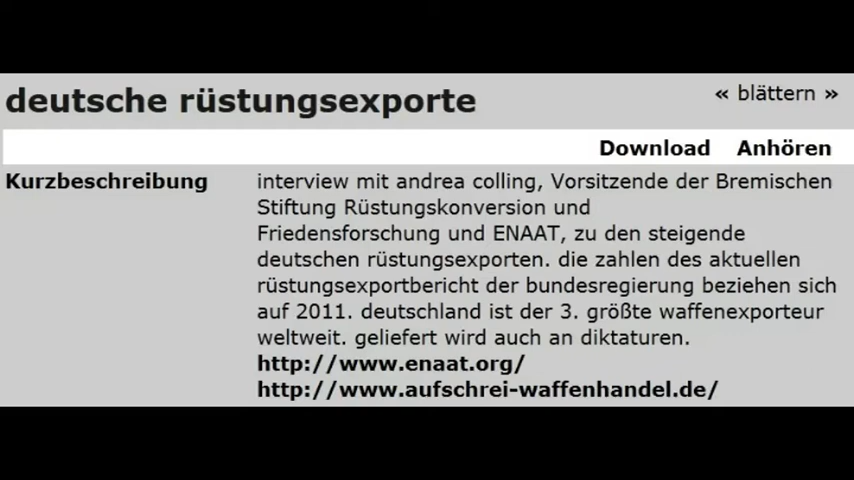 deutsche rüstungsexporte
« blättern »
Download Anhören
Kurzbeschreibung
interview mit andrea colling, Vorsitzende der Bremischen
Stiftung Rüstungskonversion und
Friedensforschung und ENAAT, zu den steigende
deutschen rüstungsexporten. die zahlen des aktuellen
rüstungsexportbericht der bundesregierung beziehen sich
auf 2011. deutschland ist der 3. größte waffenexporteur
weltweit. geliefert wird auch an diktaturen.
http://www.enaat.org/
http://www.aufschrei-waffenhandel.de/